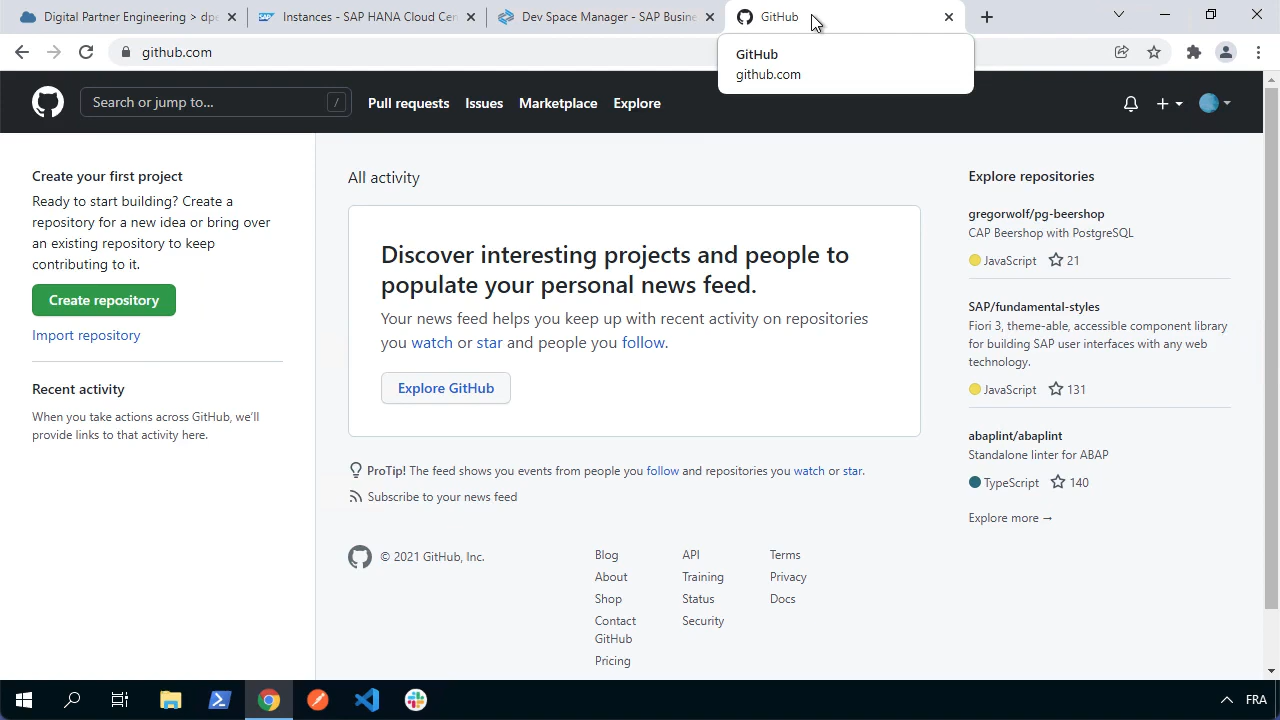 Digital Partner Engineering > dpe
Instances - SAP HANA Cloud Cen
Dev Space Manager - SAP Busine
GitHub
github.com
GitHub
github.com
Search or jump to...
/
Pull requests
Issues
Marketplace
Explore
Create your first project
Ready to start building? Create a
repository for a new idea or bring over
an existing repository to keep
contributing to it.
Create repository
Import repository
Recent activity
When you take actions across GitHub, we'll
provide links to that activity here.
All activity
Discover interesting projects and people to
populate your personal news feed.
Your news feed helps you keep up with recent activity on repositories
you watch or star and people you follow.
Explore GitHub
ProTip! The feed shows you events from people you follow and repositories you watch or star.
Subscribe to your news feed
© 2021 GitHub, Inc.
Blog
About
Shop
Contact
GitHub
Pricing
API
Training
Status
Security
Terms
Privacy
Docs
Explore repositories
gregorwolf/pg-beershop
CAP Beershop with PostgreSQL
JavaScript 21
SAP/fundamental-styles
Fiori 3, theme-able, accessible component library
for building SAP user interfaces with any web
technology.
JavaScript 131
abaplint/abaplint
Standalone linter for ABAP
TypeScript 140
Explore more →
FRA